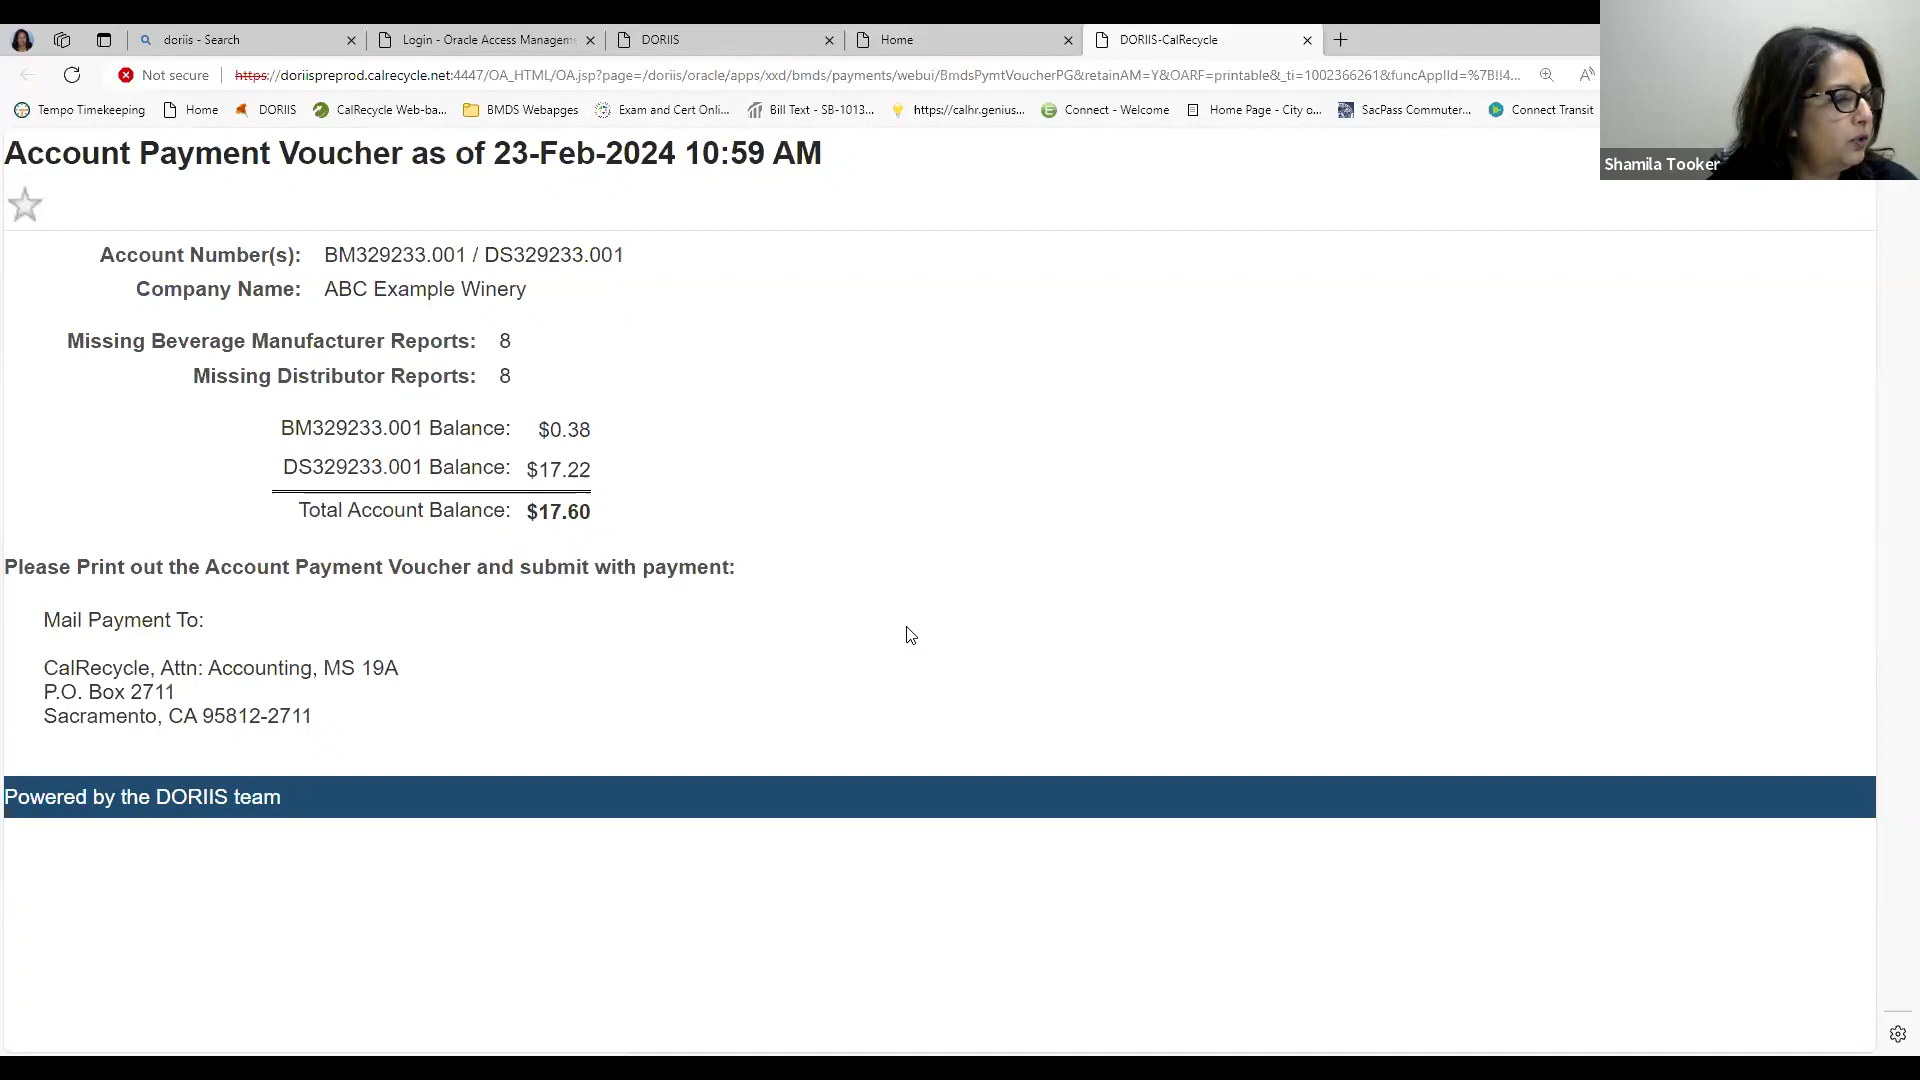 doriis - Search
Login - Oracle Access Managem
DORIIS
Home
DORIIS-CalRecycle
Not secure
https://doriispreprod.calrecycle.net:4447/OA_HTML/OA.jsp?page=/doriis/oracle/apps/xxd/bmds/payments/webui/BmdsPymtVoucherPG&retainAM=Y&OARF=printable&_ti=1002366261&funcAppIId=%7B!!4...
Tempo Timekeeping
Home
DORIIS
CalRecycle Web-ba...
BMDS Webapges
Exam and Cert Onli...
Bill Text - SB-1013...
https://calhr.genius...
Connect - Welcome
Home Page - City o...
SacPass Commuter...
Connect Transit
Shamila Tooker
Account Payment Voucher as of 23-Feb-2024 10:59 AM
Account Number(s): BM329233.001 / DS329233.001
Company Name: ABC Example Winery
Missing Beverage Manufacturer Reports: 8
Missing Distributor Reports: 8
BM329233.001 Balance: $0.38
DS329233.001 Balance: $17.22
Total Account Balance: $17.60
Please Print out the Account Payment Voucher and submit with payment:
Mail Payment To:
CalRecycle, Attn: Accounting, MS 19A
P.O. Box 2711
Sacramento, CA 95812-2711
Powered by the DORIIS team